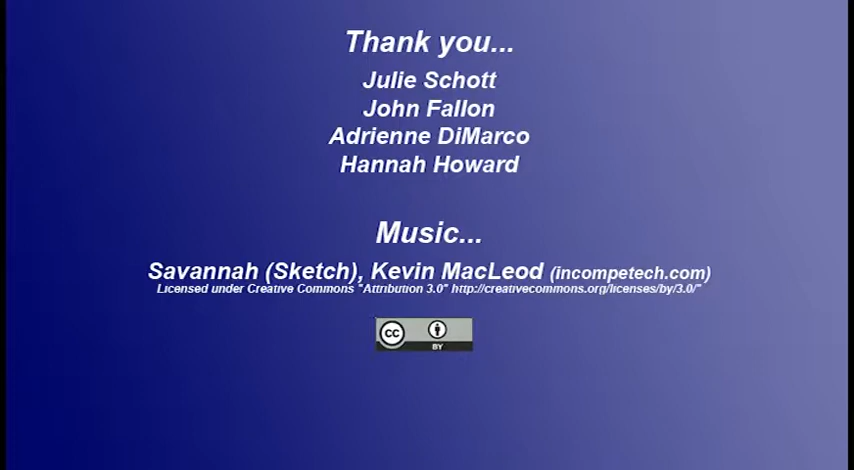 Thank you...
Julie Schott
John Fallon
Adrienne DiMarco
Hannah Howard
Music...
Savannah (Sketch), Kevin MacLeod (incompetech.com)
Licensed under Creative Commons "Attribution 3.0" http://creativecommons.org/licenses/by/3.0/"
cc
BY